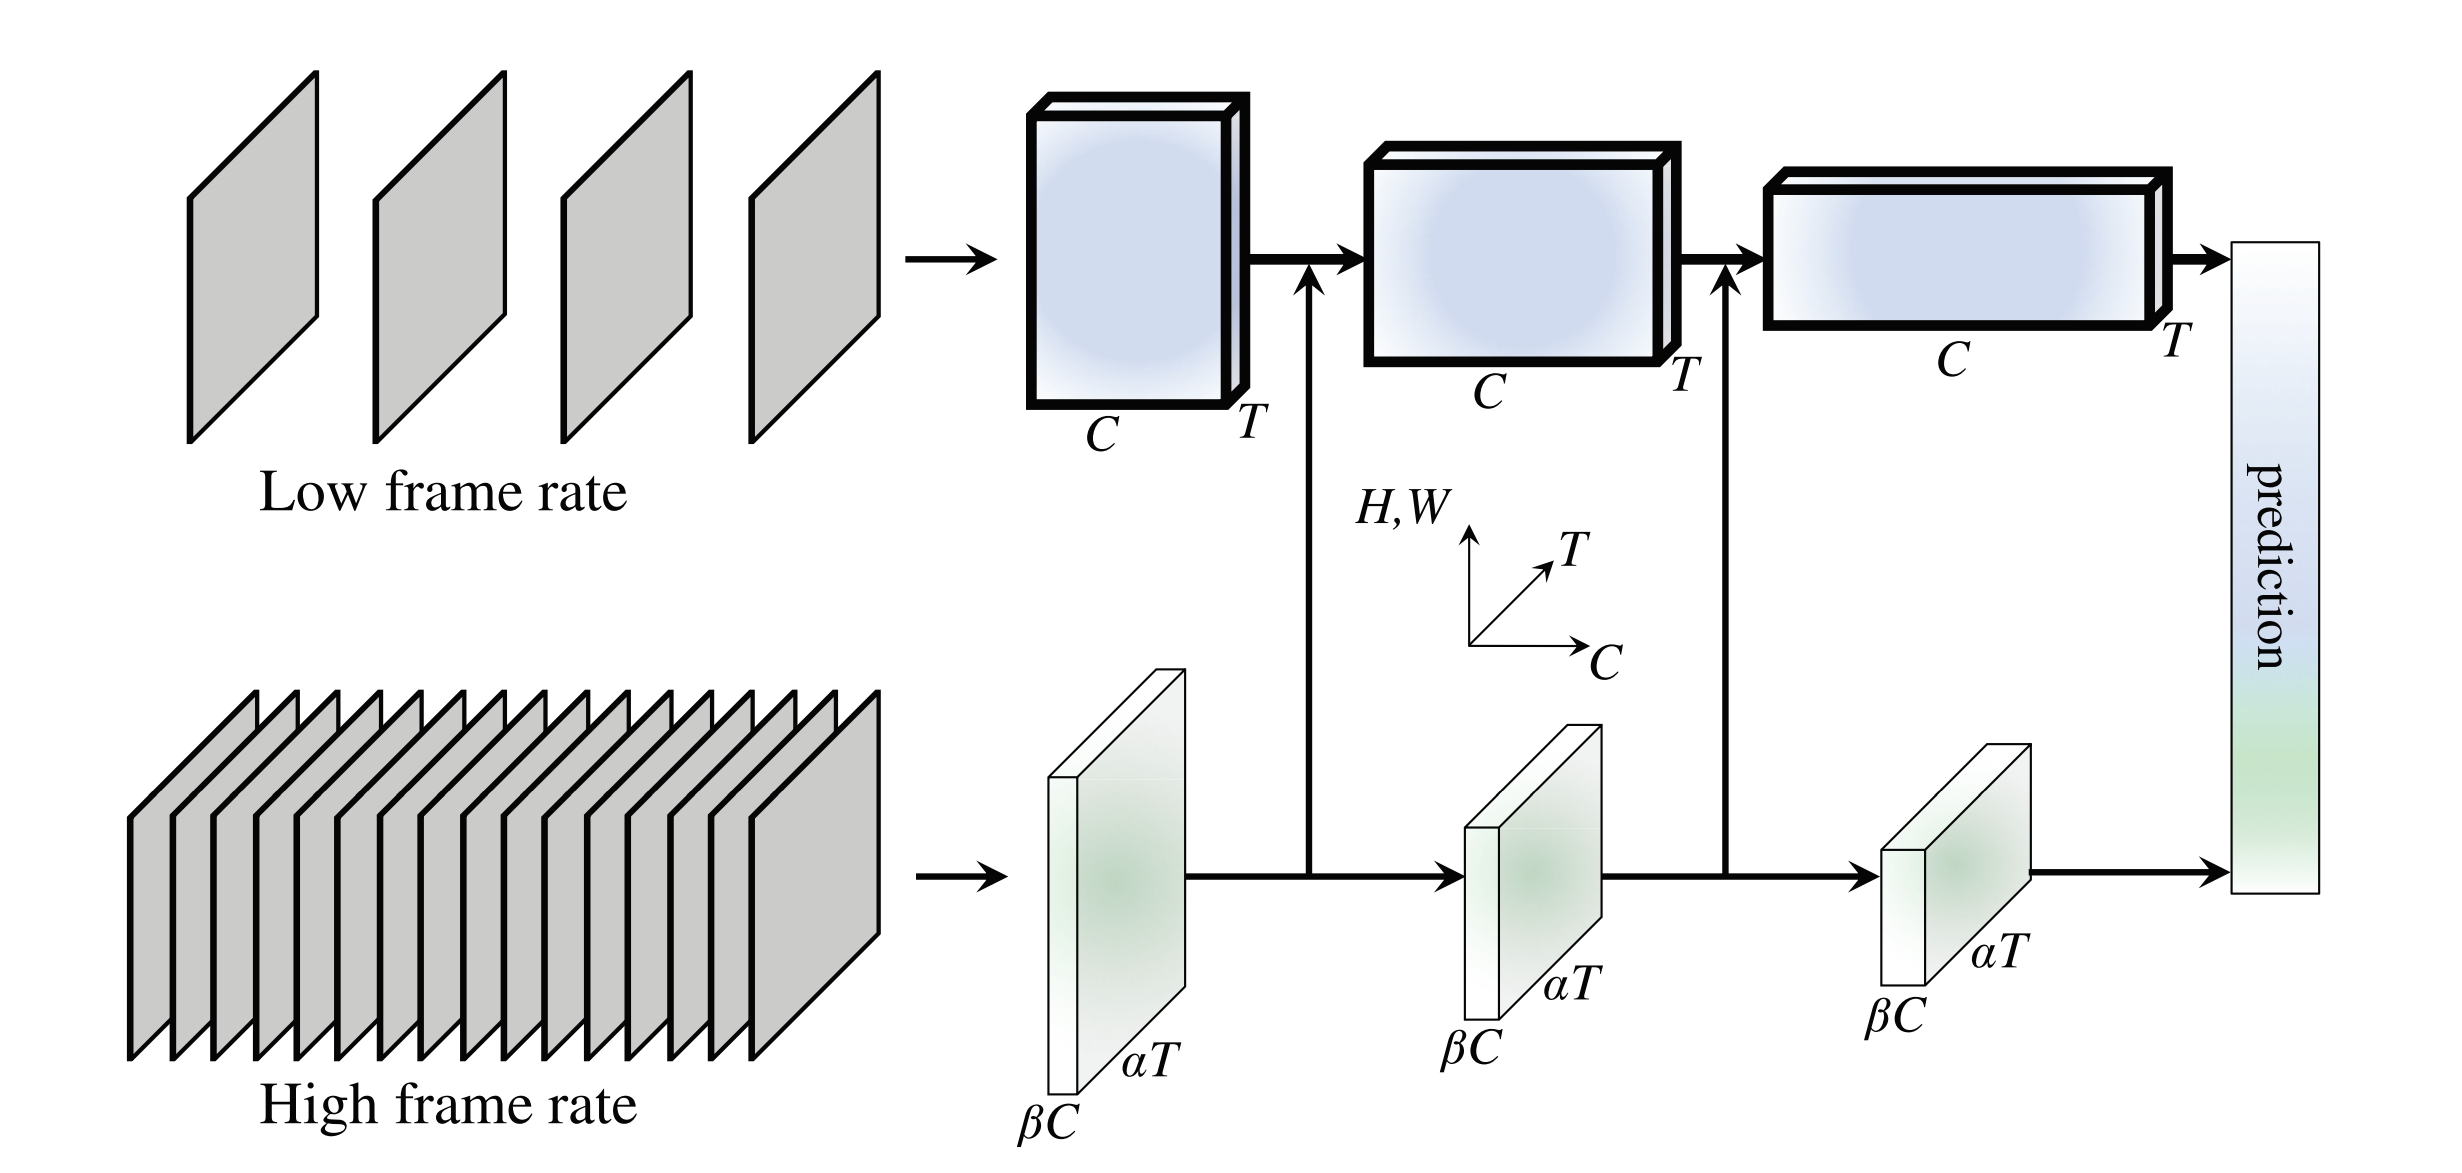 C
T
C
T
C
T
Low frame rate
H,W
T
C
prediction
αT
βC
αT
βC
αT
βC
High frame rate